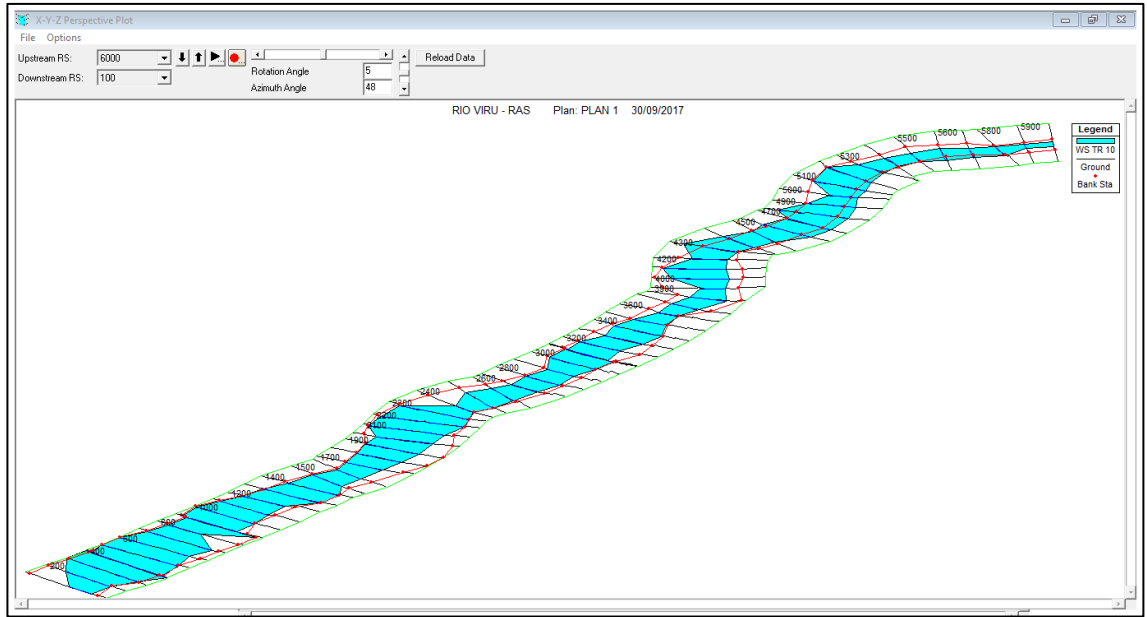 X-Y-Z Perspective Plot
File Options
Upstream RS: 6000
Reload Data
Rotation Angle 5
Downstream RS: 100
Azimuth Angle 48
RIO VIRU - RAS Plan: PLAN 1 30/09/2017
Legend
WS TR 10
Ground
Bank Sta
5900
5800
5600
5500
5300
5100
5000
4900
4700
4500
4300
4200
4000
3900
3600
3400
3200
3000
2800
2600
2400
2200
2100
1900
1700
1500
1400
1000
800
600
400
200